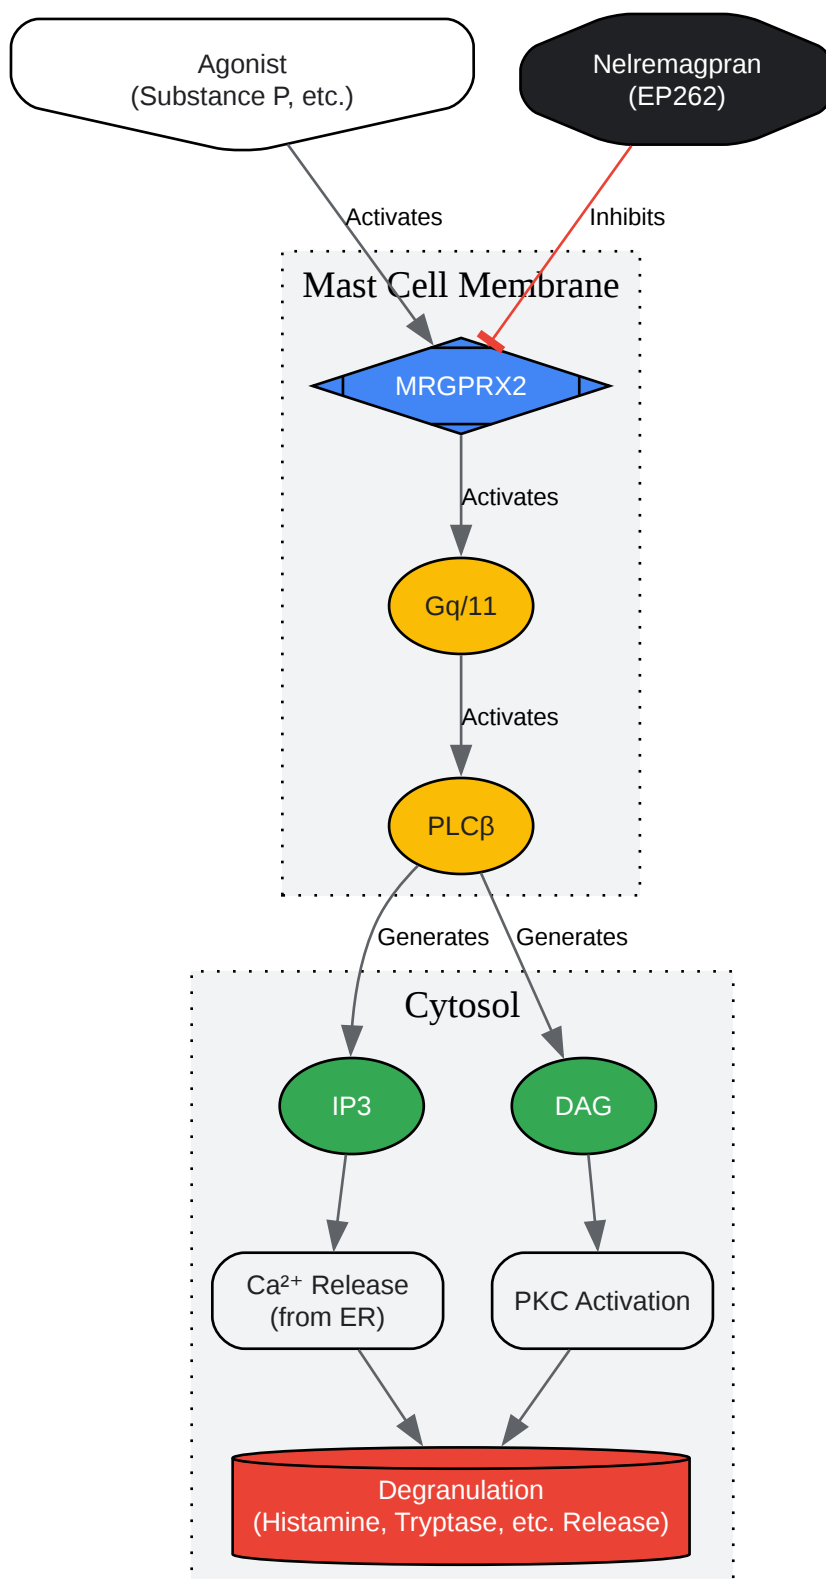 Agonist
(Substance P, etc.)
Nelremagpran
(EP262)
Activates
Inhibits
Mast Cell Membrane
MRGPRX2
Activates
Gq/11
Activates
PLCβ
Generates
Generates
Cytosol
IP3
DAG
Ca²⁺ Release
(from ER)
PKC Activation
Degranulation
(Histamine, Tryptase, etc. Release)